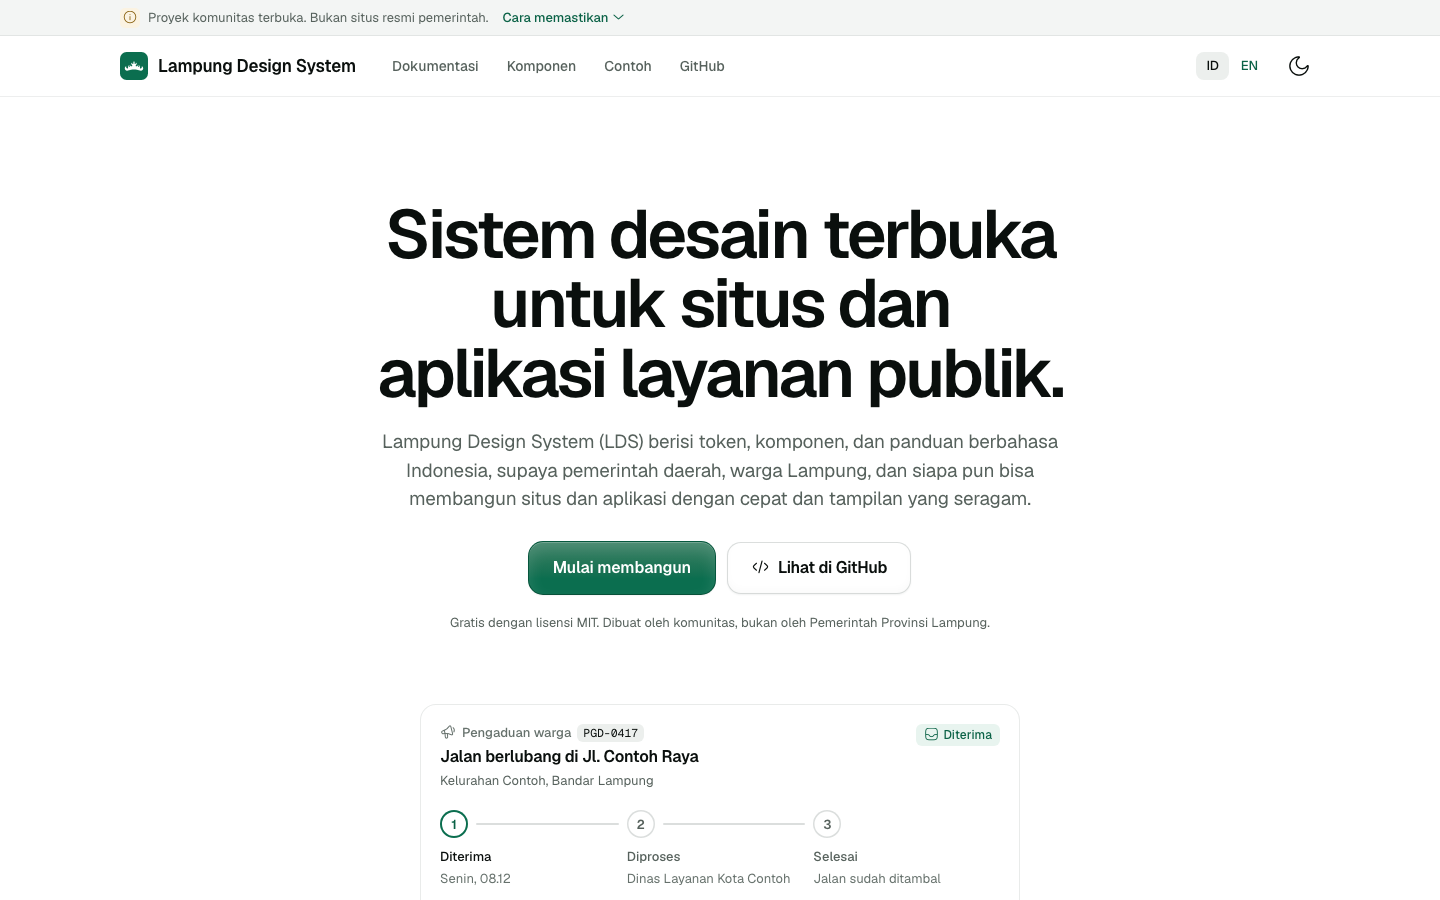 Proyek komunitas terbuka. Bukan situs resmi pemerintah. Cara memastikan
Lampung Design System Dokumentasi Komponen Contoh GitHub ID EN
Sistem desain terbuka
untuk situs dan
aplikasi layanan publik.
Lampung Design System (LDS) berisi token, komponen, dan panduan berbahasa
Indonesia, supaya pemerintah daerah, warga Lampung, dan siapa pun bisa
membangun situs dan aplikasi dengan cepat dan tampilan yang seragam.
Mulai membangun Lihat di GitHub
Gratis dengan lisensi MIT. Dibuat oleh komunitas, bukan oleh Pemerintah Provinsi Lampung.
Pengaduan warga PGD-0417 Diterima
Jalan berlubang di Jl. Contoh Raya
Kelurahan Contoh, Bandar Lampung
1 2 3
Diterima Diproses Selesai
Senin, 08.12 Dinas Layanan Kota Contoh Jalan sudah ditambal